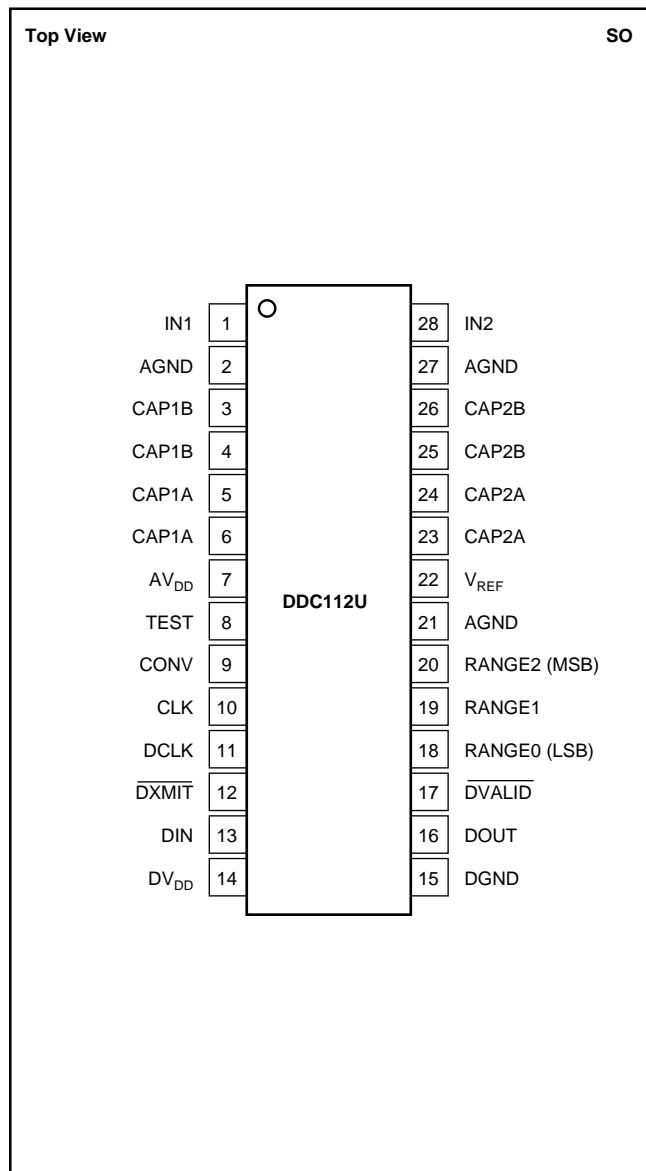 Top View SO
IN1 1 28 IN2
AGND 2 27 AGND
CAP1B 3 26 CAP2B
CAP1B 4 25 CAP2B
CAP1A 5 24 CAP2A
CAP1A 6 23 CAP2A
AVDD 7 22 VREF
DDC112U
TEST 8 21 AGND
CONV 9 20 RANGE2 (MSB)
CLK 10 19 RANGE1
DCLK 11 18 RANGE0 (LSB)
DXMIT 12 17 DVALID
DIN 13 16 DOUT
DVDD 14 15 DGND